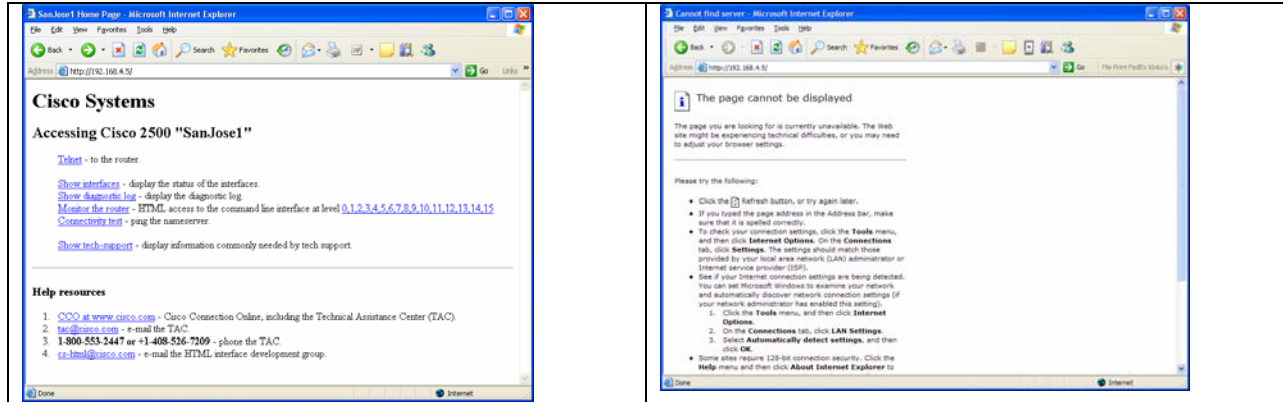 SanJose1 Home Page - Microsoft Internet Explorer
File Edit View Favorites Tools Help
Back Search Favorites
Address http://192.168.4.5/ Go Links »
Cisco Systems
Accessing Cisco 2500 "SanJose1"
Telnet - to the router.
Show interfaces - display the status of the interfaces.
Show diagnostic log - display the diagnostic log.
Monitor the router - HTML access to the command line interface at level 0,1,2,3,4,5,6,7,8,9,10,11,12,13,14,15
Connectivity test - ping the nameserver.
Show tech-support - display information commonly needed by tech support.
Help resources
1. CCO at www.cisco.com - Cisco Connection Online, including the Technical Assistance Center (TAC).
2. tac@cisco.com - e-mail the TAC.
3. 1-800-553-2447 or +1-408-526-7209 - phone the TAC.
4. cs-html@cisco.com - e-mail the HTML interface development group.
Done Internet
Cannot find server - Microsoft Internet Explorer
File Edit View Favorites Tools Help
Back Search Favorites
Address http://192.168.4.5/ Go File Print FedEx Kinko's
The page cannot be displayed
The page you are looking for is currently unavailable. The Web
site might be experiencing technical difficulties, or you may need
to adjust your browser settings.
Please try the following:
• Click the Refresh button, or try again later.
• If you typed the page address in the Address bar, make
sure that it is spelled correctly.
• To check your connection settings, click the Tools menu,
and then click Internet Options. On the Connections
tab, click Settings. The settings should match those
provided by your local area network (LAN) administrator or
Internet service provider (ISP).
• See if your Internet connection settings are being detected.
You can set Microsoft Windows to examine your network
and automatically discover network connection settings (if
your network administrator has enabled this setting).
1. Click the Tools menu, and then click Internet
Options.
2. On the Connections tab, click LAN Settings.
3. Select Automatically detect settings, and then
click OK.
• Some sites require 128-bit connection security. Click the
Help menu and then click About Internet Explorer to
Done Internet